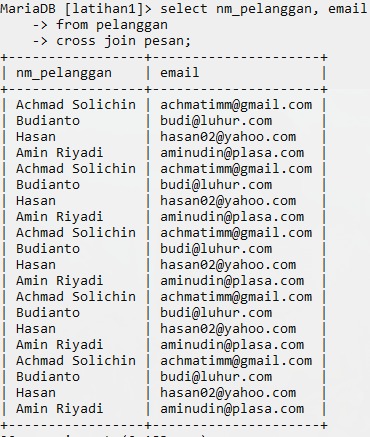 MariaDB [latihan1]> select nm_pelanggan, email
-> from pelanggan
-> cross join pesan;
+-----------------+--------------------+
| nm_pelanggan | email |
+-----------------+--------------------+
| Achmad Solichin | achmatimm@gmail.com |
| Budianto | budi@luhur.com |
| Hasan | hasan02@yahoo.com |
| Amin Riyadi | aminudin@plasa.com |
| Achmad Solichin | achmatimm@gmail.com |
| Budianto | budi@luhur.com |
| Hasan | hasan02@yahoo.com |
| Amin Riyadi | aminudin@plasa.com |
| Achmad Solichin | achmatimm@gmail.com |
| Budianto | budi@luhur.com |
| Hasan | hasan02@yahoo.com |
| Amin Riyadi | aminudin@plasa.com |
| Achmad Solichin | achmatimm@gmail.com |
| Budianto | budi@luhur.com |
| Hasan | hasan02@yahoo.com |
| Amin Riyadi | aminudin@plasa.com |
| Achmad Solichin | achmatimm@gmail.com |
| Budianto | budi@luhur.com |
| Hasan | hasan02@yahoo.com |
| Amin Riyadi | aminudin@plasa.com |
+-----------------+--------------------+